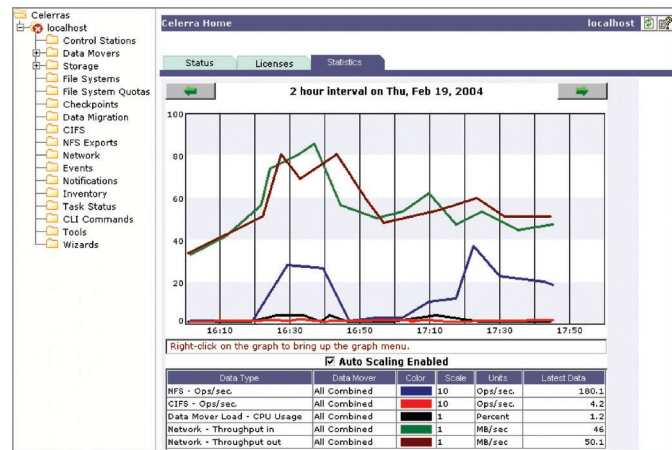 Celerras
localhost
Control Stations
Data Movers
Storage
File Systems
File System Quotas
Checkpoints
Data Migration
CIFS
NFS Exports
Network
Events
Notifications
Inventory
Task Status
CLI Commands
Tools
Wizards
Celerra Home localhost
Status Licenses Statistics
2 hour interval on Thu, Feb 19, 2004
100
80
60
40
20
0
16:10 16:30 16:50 17:10 17:30 17:50
Right-click on the graph to bring up the graph menu.
Auto Scaling Enabled
Data Type Data Mover Color Scale Units Latest Data
NFS - Ops/sec. All Combined 10 Ops/sec. 180.1
CIFS - Ops/sec. All Combined 10 Ops/sec. 4.2
Data Mover Load - CPU Usage All Combined 1 Percent 1.2
Network - Throughput in All Combined 1 MB/sec 46
Network - Throughput out All Combined 1 MB/sec 50.1